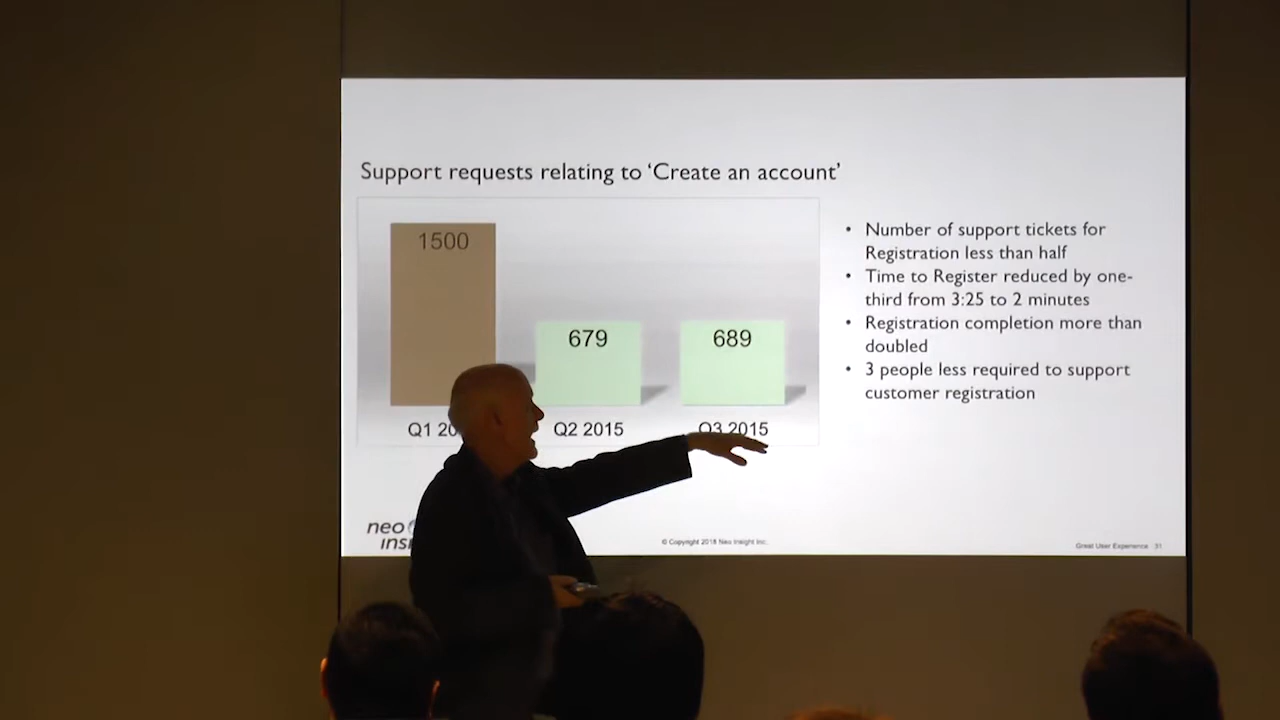 Support requests relating to ‘Create an account’
1500
679
689
Q1 20
Q2 2015
Q3 2015
• Number of support tickets for
Registration less than half
• Time to Register reduced by one-
third from 3:25 to 2 minutes
• Registration completion more than
doubled
• 3 people less required to support
customer registration
neo
insi
© Copyright 2018 Neo Insight Inc.
Great User Experience 31